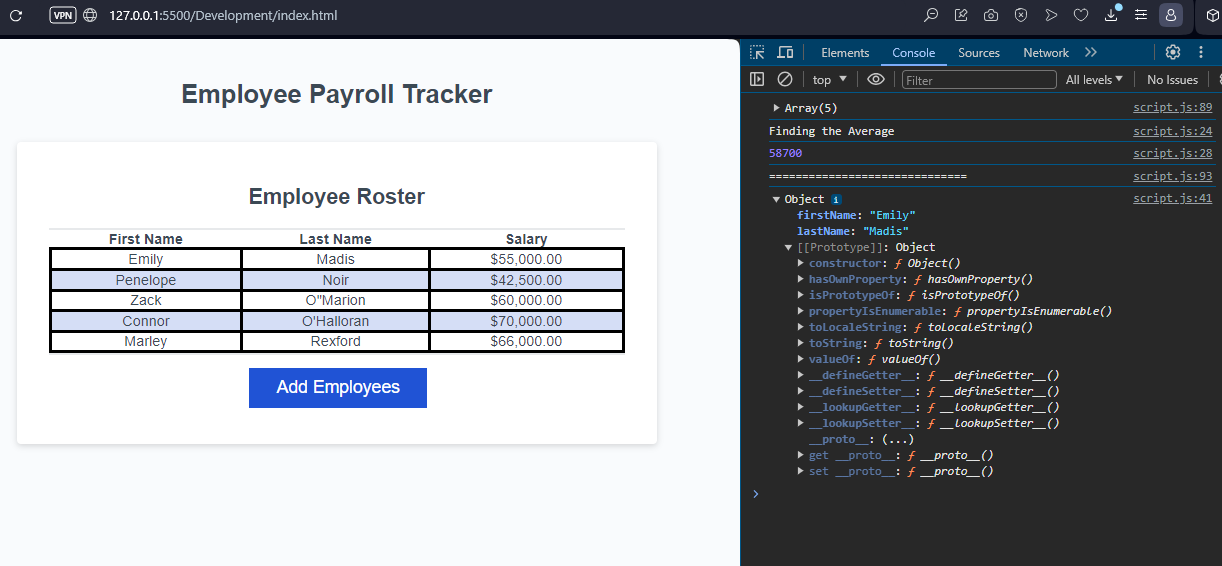 VPN 127.0.0.1:5500/Development/index.html
Employee Payroll Tracker
Employee Roster
First Name Last Name Salary
Emily Madis $55,000.00
Penelope Noir $42,500.00
Zack O"Marion $60,000.00
Connor O'Halloran $70,000.00
Marley Rexford $66,000.00
Add Employees
Elements Console Sources Network
top Filter All levels No Issues
Array(5) script.js:89
Finding the Average script.js:24
58700 script.js:28
============================== script.js:93
Object i script.js:41
firstName: "Emily"
lastName: "Madis"
[[Prototype]]: Object
constructor: ƒ Object()
hasOwnProperty: ƒ hasOwnProperty()
isPrototypeOf: ƒ isPrototypeOf()
propertyIsEnumerable: ƒ propertyIsEnumerable()
toLocaleString: ƒ toLocaleString()
toString: ƒ toString()
valueOf: ƒ valueOf()
__defineGetter__: ƒ __defineGetter__()
__defineSetter__: ƒ __defineSetter__()
__lookupGetter__: ƒ __lookupGetter__()
__lookupSetter__: ƒ __lookupSetter__()
__proto__: (...)
get __proto__: ƒ __proto__()
set __proto__: ƒ __proto__()